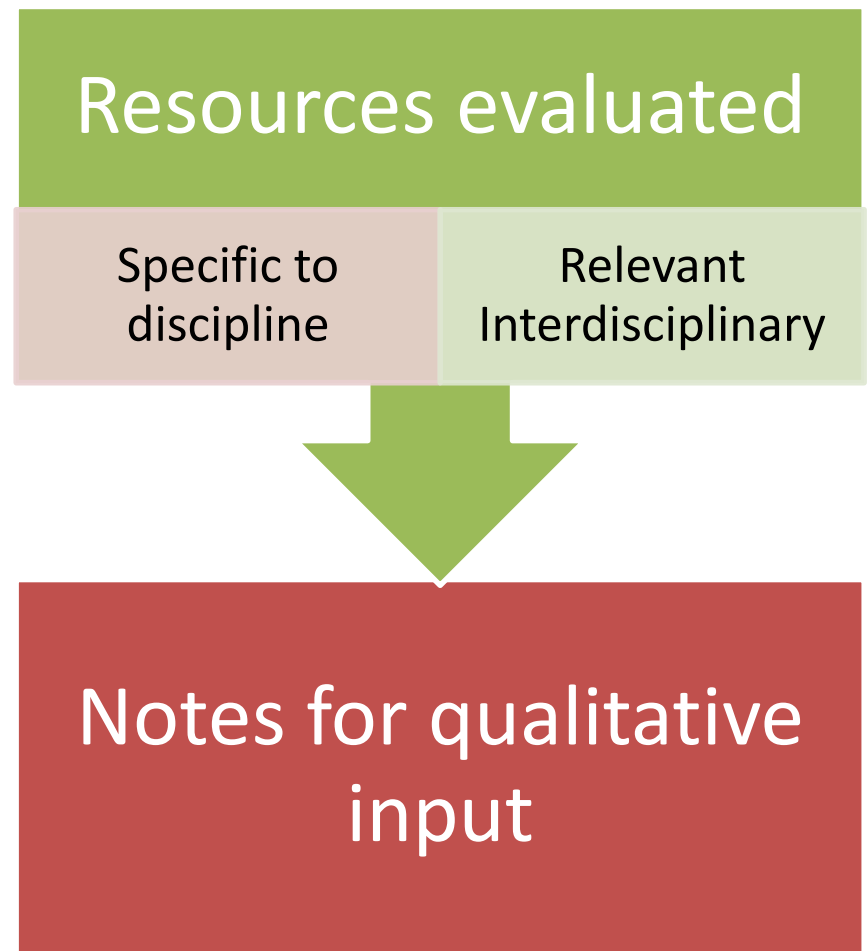 Resources evaluated
Specific to
discipline
Relevant
Interdisciplinary
Notes for qualitative
input